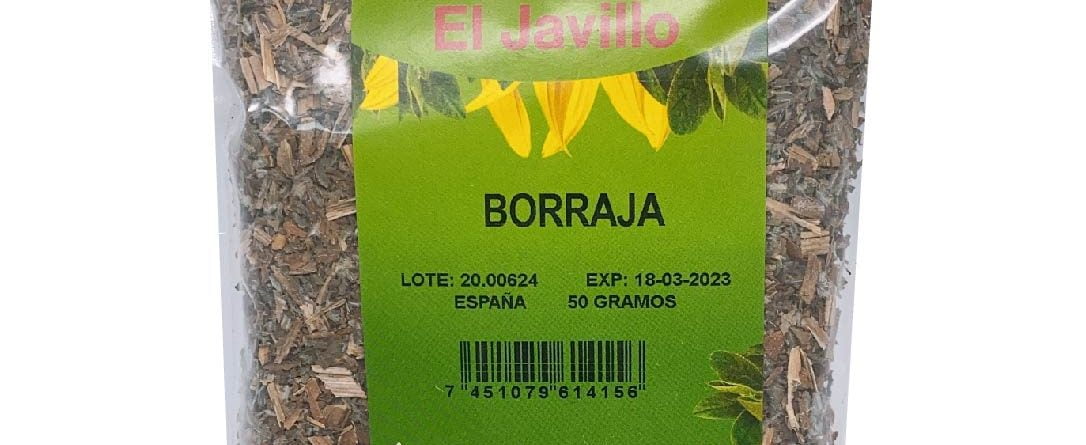 El Javillo
BORRAJA
LOTE: 20.00624 EXP: 18-03-2023
ESPAÑA 50 GRAMOS
7 451079 614156